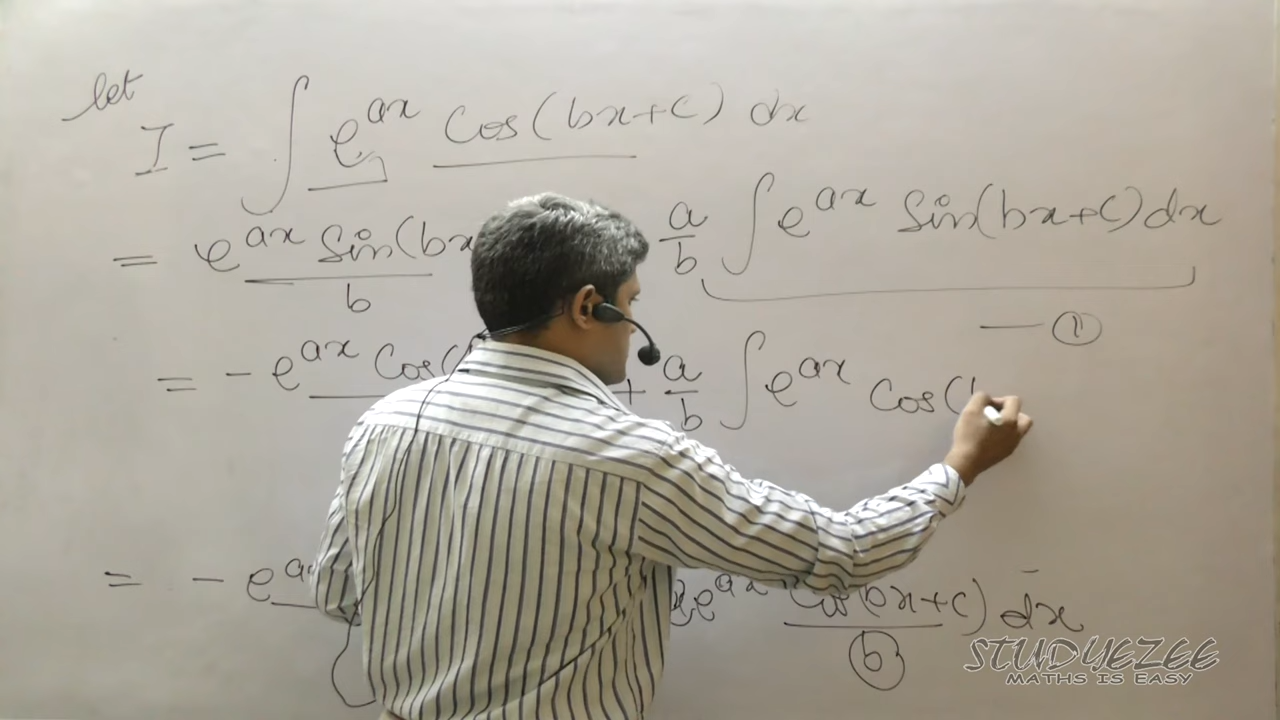 let
I = ∫ e^{ax} cos(bx+c) dx
= e^{ax} Sin(bx / b a/b ∫ e^{ax} Sin(bx+c) dx
— ①
= - e^{ax} cos( + a/b ∫ e^{ax} cos(
= - e e^{ax} cos(bx+c) / b dx
STUDYEZEE
MATHS IS EASY